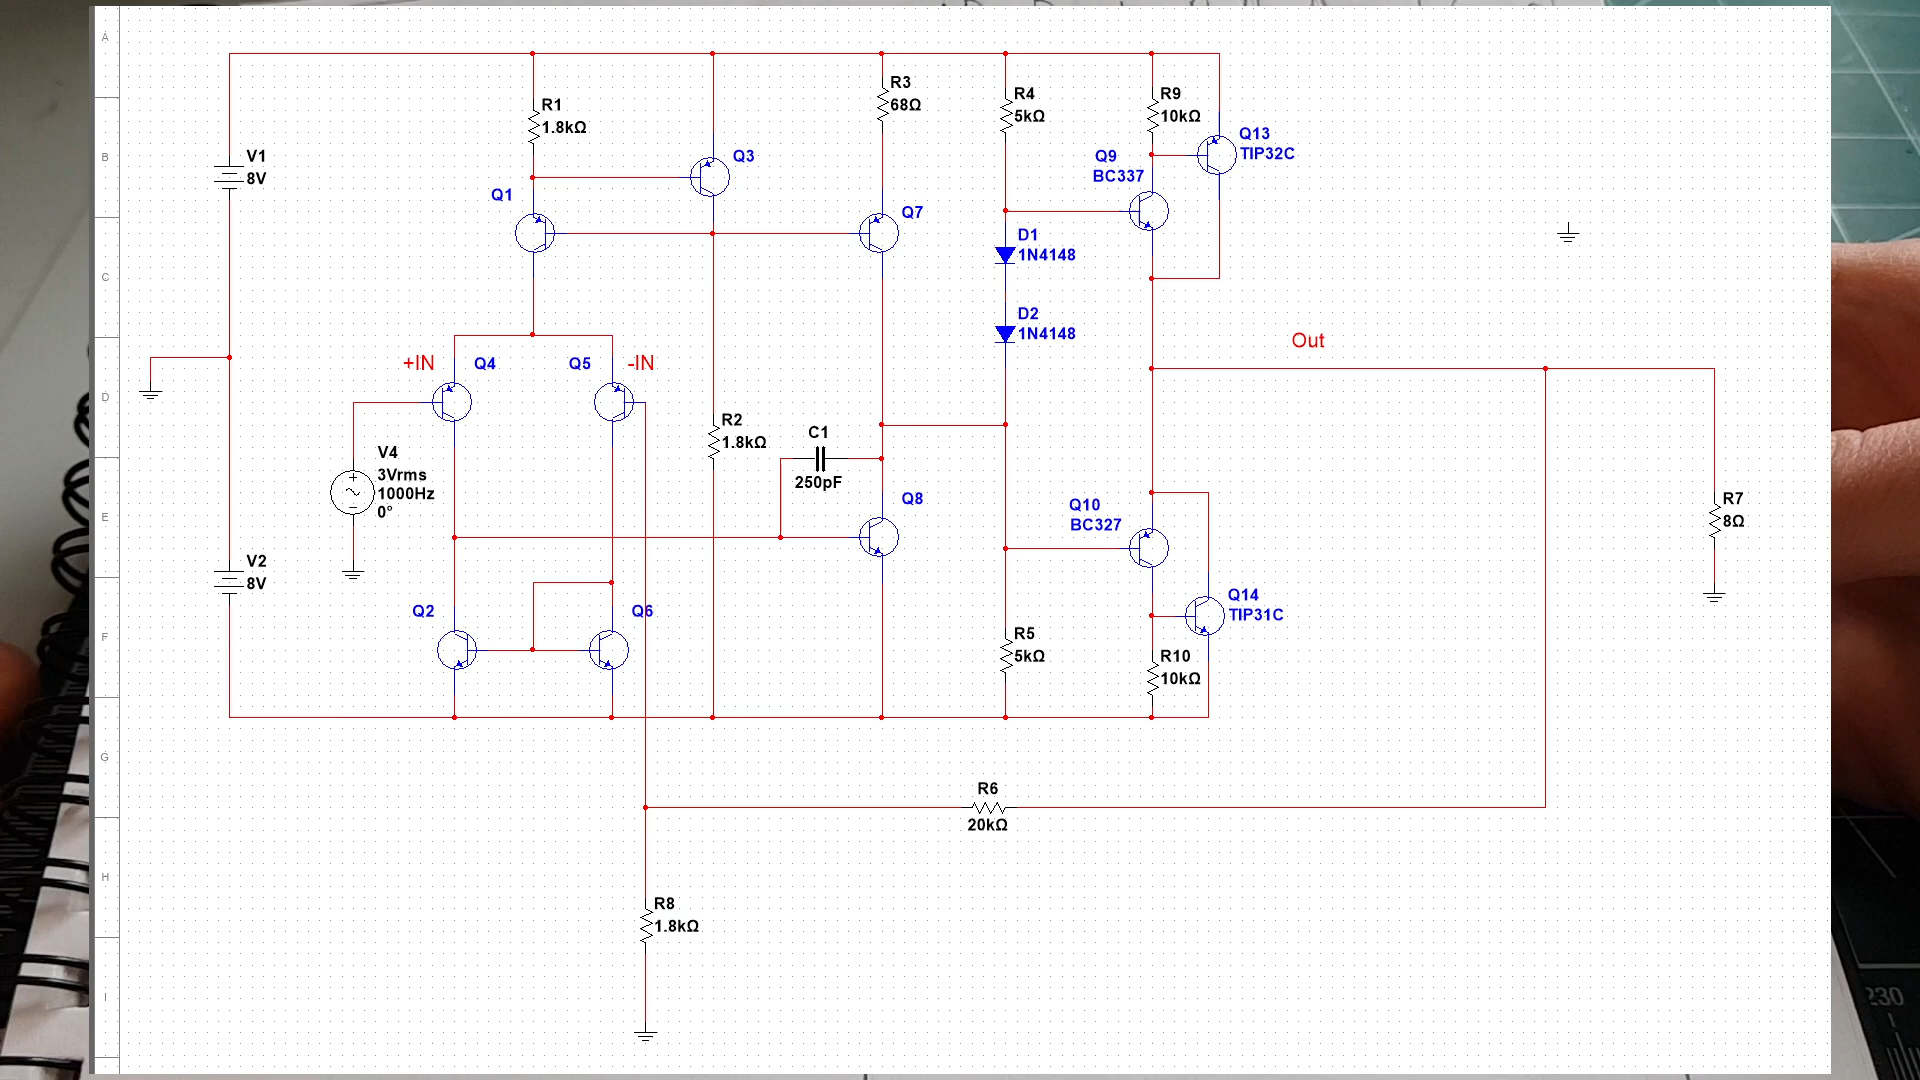 A
B
C
D
E
F
G
H
I
V1
8V
V2
8V
R1
1.8kΩ
Q1
Q3
R3
68Ω
Q7
R4
5kΩ
D1
1N4148
D2
1N4148
R9
10kΩ
Q9
BC337
Q13
TIP32C
+IN
Q4
Q5
-IN
V4
3Vrms
1000Hz
0°
R2
1.8kΩ
C1
250pF
Q8
Out
Q10
BC327
Q14
TIP31C
R7
8Ω
Q2
Q6
R5
5kΩ
R10
10kΩ
R6
20kΩ
R8
1.8kΩ
230